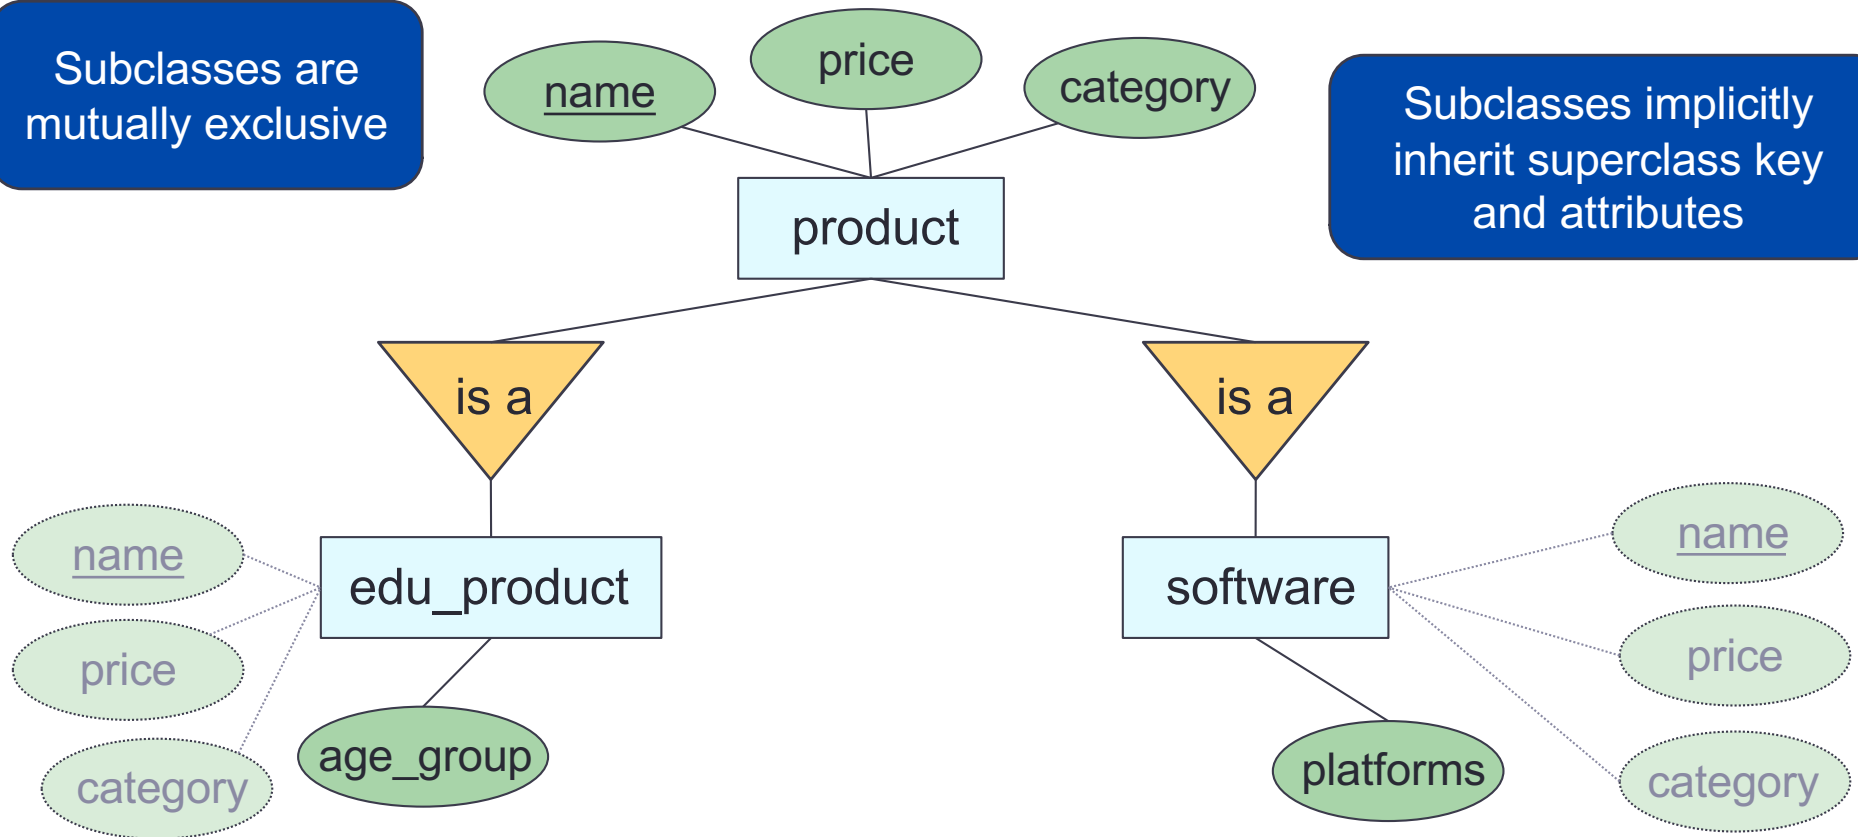 Subclasses are
mutually exclusive
name
price
category
Subclasses implicitly
inherit superclass key
and attributes
product
is a
is a
name
price
category
edu_product
age_group
software
platforms
name
price
category